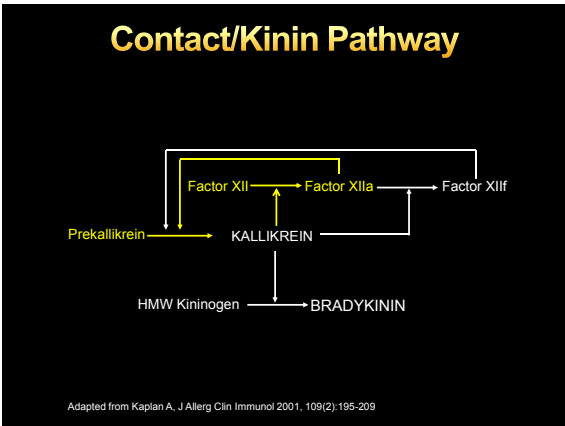 Contact/Kinin Pathway
Factor XII Factor XIIa Factor XIIf
Prekallikrein KALLIKREIN
HMW Kininogen BRADYKININ
Adapted from Kaplan A, J Allerg Clin Immunol 2001, 109(2):195-209